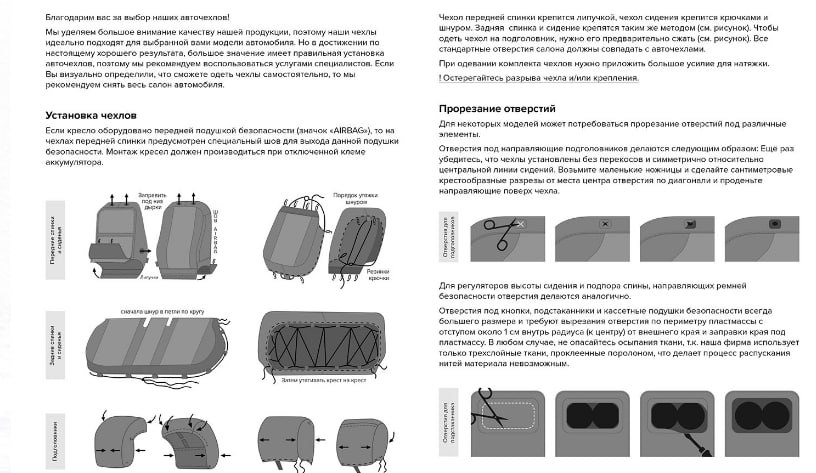 Благодарим вас за выбор наших авточехлов!
Мы уделяем большое внимание качеству нашей продукции, поэтому наши чехлы
идеально подходят для выбранной вами модели автомобиля. Но в достижении по
настоящему хорошего результата, большое значение имеет правильная установка
авточехлов, поэтому мы рекомендуем воспользоваться услугами специалистов. Если
Вы визуально определили, что сможете одеть чехлы самостоятельно, то мы
рекомендуем снять весь салон автомобиля.
Установка чехлов
Если кресло оборудовано передней подушкой безопасности (значок «AIRBAG»), то на
чехлах передней спинки предусмотрен специальный шов для выхода данной подушки
безопасности. Монтаж кресел должен производиться при отключенной клеме
аккумулятора.
Передние спинки
и сиденья
Заправить
под низ
дырки
ШОВ AIRBAG
Липучка
Порядок утяжки
шнуром
Резинки
крючки
Задние спинки
и сиденья
сначала шнур в петли по кругу
Затем утягивать крест на крест
Подголовники
Чехол передней спинки крепится липучкой, чехол сидения крепится крючками и
шнуром. Задняя спинка и сидение крепятся таким же методом (см. рисунок). Чтобы
одеть чехол на подголовник, нужно его предварительно сжать (см. рисунок). Все
стандартные отверстия салона должны совпадать с авточехлами.
При одевании комплекта чехлов нужно приложить большое усилие для натяжки.
! Остерегайтесь разрыва чехла и/или крепления.
Прорезание отверстий
Для некоторых моделей может потребоваться прорезание отверстий под различные
элементы.
Отверстия под направляющие подголовников делаются следующим образом: Ещё раз
убедитесь, что чехлы установлены без перекосов и симметрично относительно
центральной линии сидений. Возьмите маленькие ножницы и сделайте сантиметровые
крестообразные разрезы от места центра отверстия по диагонали и проденьте
направляющие поверх чехла.
Отверстия для
подголовников
Для регуляторов высоты сидения и подпора спины, направляющих ремней
безопасности отверстия делаются аналогично.
Отверстия под кнопки, подстаканники и кассетные подушки безопасности всегда
большего размера и требуют вырезания отверстия по периметру пластмассы с
отступом около 1 см внутрь радиуса (к центру) от внешнего края и заправки края под
пластмассу. В любом случае, не опасайтесь осыпания ткани, т.к. наша фирма использует
только трехслойные ткани, проклеенные поролоном, что делает процесс распускания
нитей материала невозможным.
Отверстия для
подстаканника